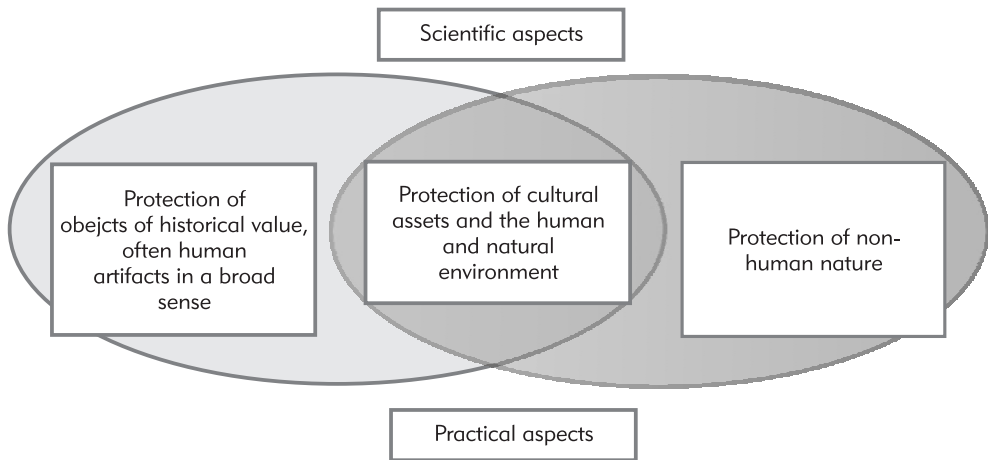 Scientific aspects
Protection of
obejcts of historical value,
often human
artifacts in a broad
sense
Protection of cultural
assets and the human
and natural
environment
Protection of non-
human nature
Practical aspects